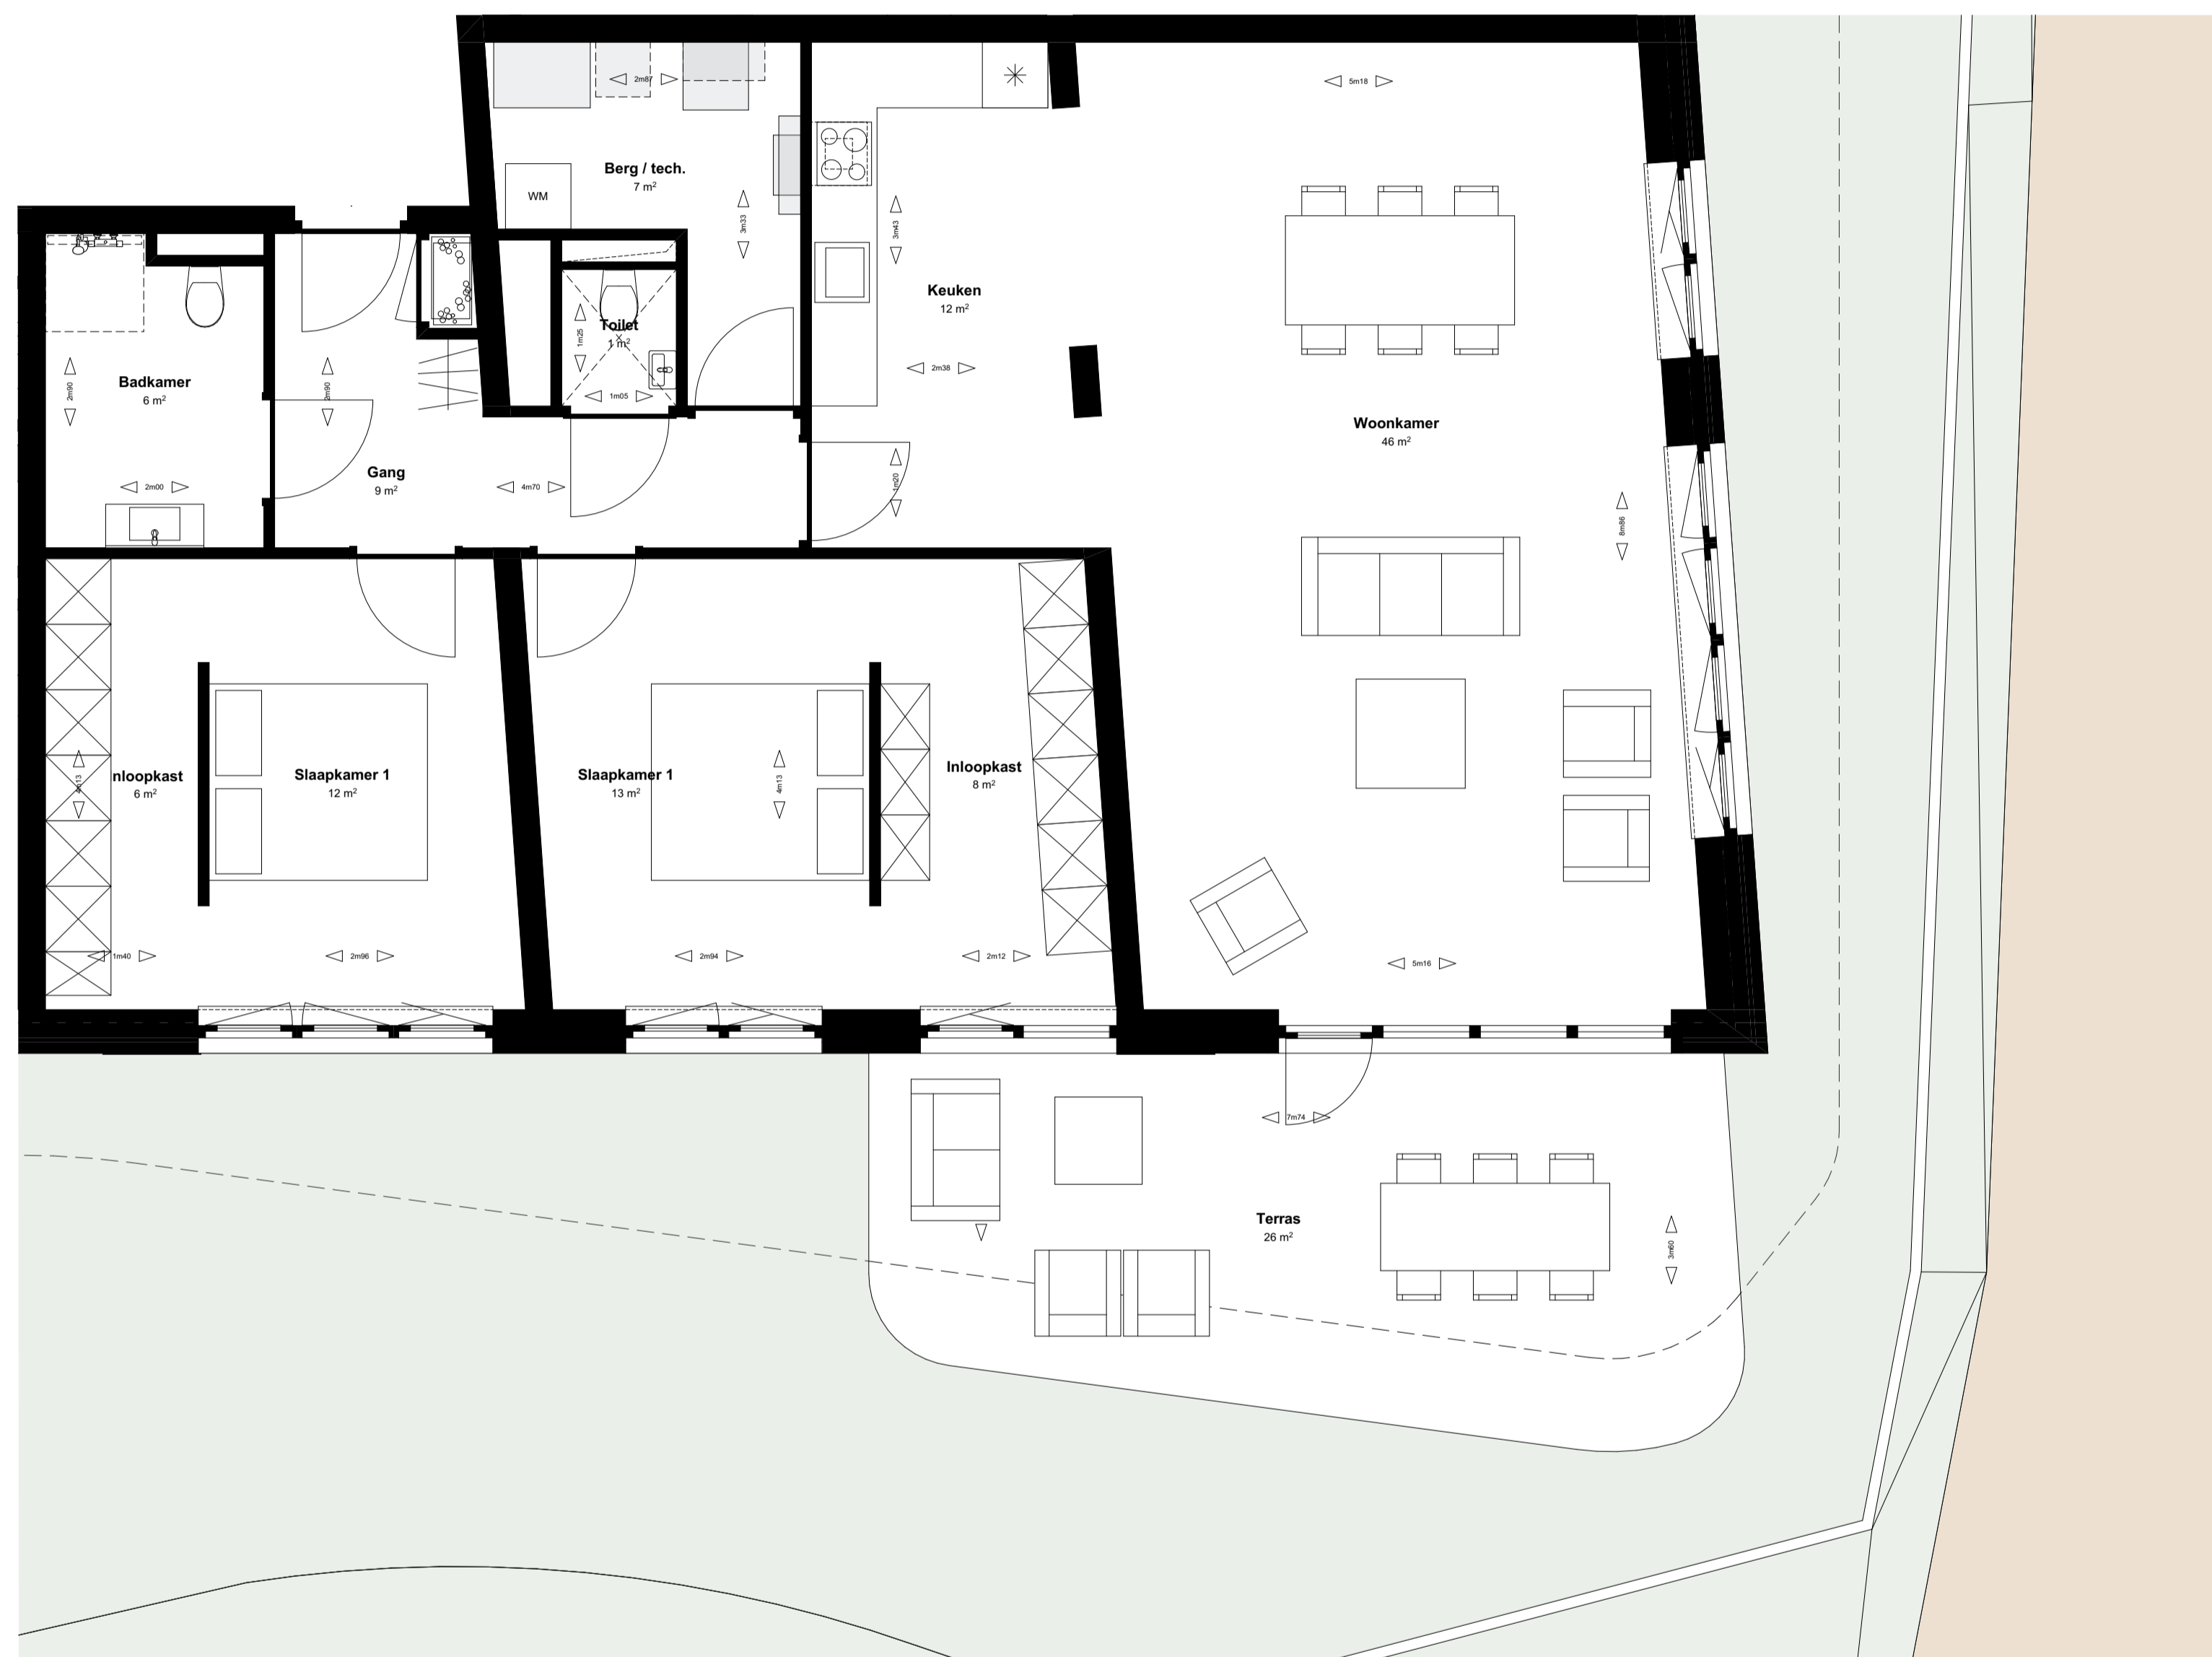 2m87
5m18
Berg / tech.
7 m²
WM
3m33
3m43
Keuken
12 m²
Toilet
1 m²
1m25
1m05
2m38
Badkamer
6 m²
2m90
2m90
Woonkamer
46 m²
Gang
9 m²
2m00
4m70
1m20
8m86
nloopkast
6 m²
4m13
Slaapkamer 1
12 m²
Slaapkamer 1
13 m²
4m13
Inloopkast
8 m²
1m40
2m96
2m94
2m12
5m16
7m74
Terras
26 m²
3m60